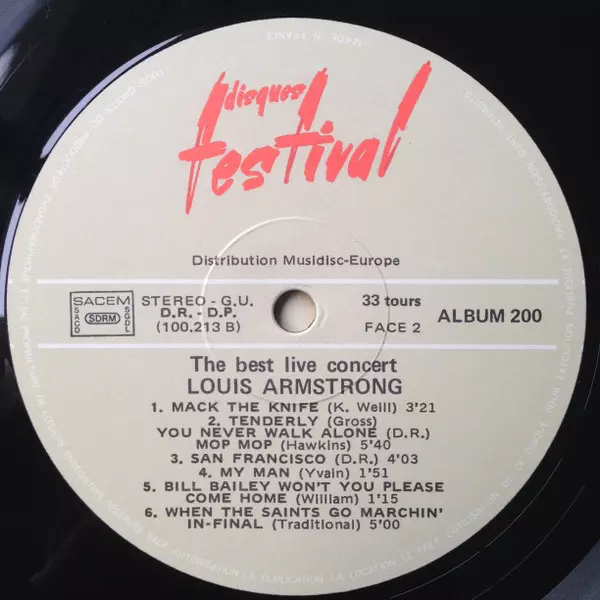 disques
festival
Distribution Musidisc-Europe
SACEM
SACD
SDRM
SGDL
STEREO - G.U.
D.R. - D.P.
(100.213 B)
33 tours
FACE 2
ALBUM 200
The best live concert
LOUIS ARMSTRONG
1. MACK THE KNIFE (K. Weill) 3'21
2. TENDERLY (Gross)
YOU NEVER WALK ALONE (D.R.)
MOP MOP (Hawkins) 5'40
3. SAN FRANCISCO (D.R.) 4'03
4. MY MAN (Yvain) 1'51
5. BILL BAILEY WON'T YOU PLEASE
COME HOME (William) 1'15
6. WHEN THE SAINTS GO MARCHIN'
IN-FINAL (Traditional) 5'00